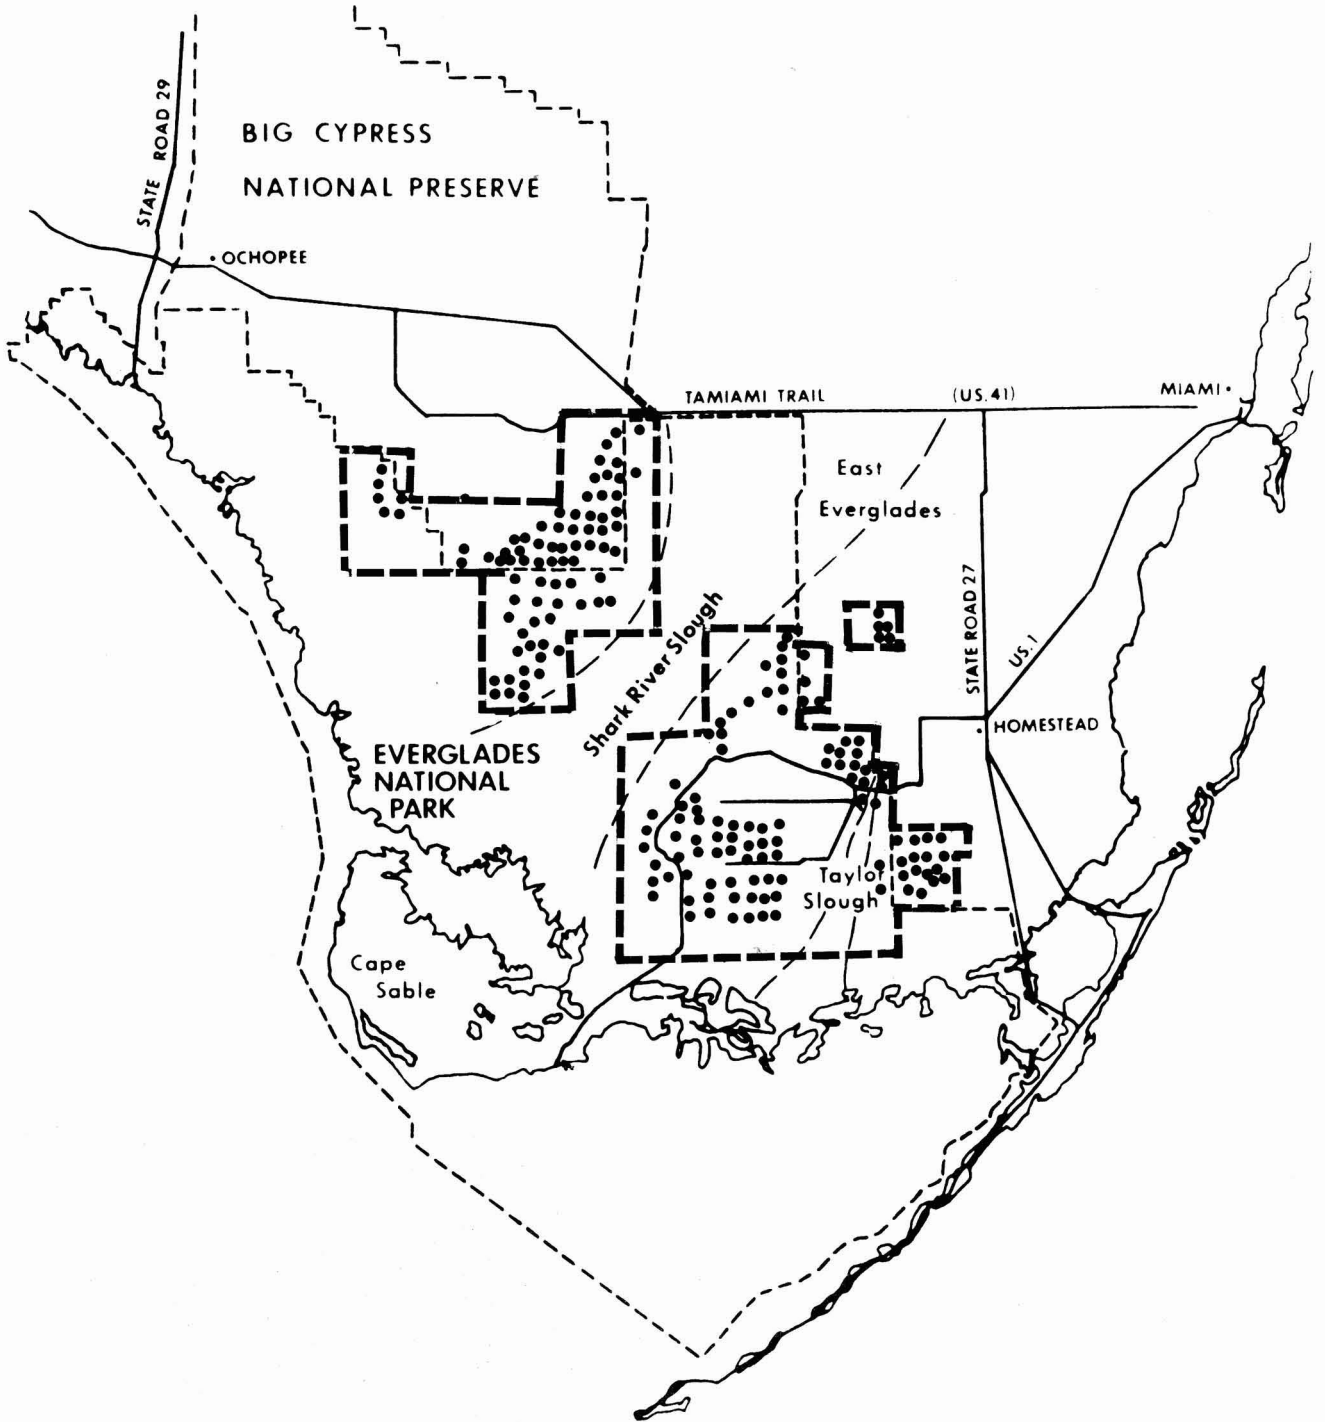 STATE ROAD 29
BIG CYPRESS
NATIONAL PRESERVE
OCHOPEE
TAMIAMI TRAIL
(US.41)
MIAMI
East
Everglades
STATE ROAD 27
US.1
Shark River Slough
HOMESTEAD
EVERGLADES
NATIONAL
PARK
Taylor
Slough
Cape
Sable